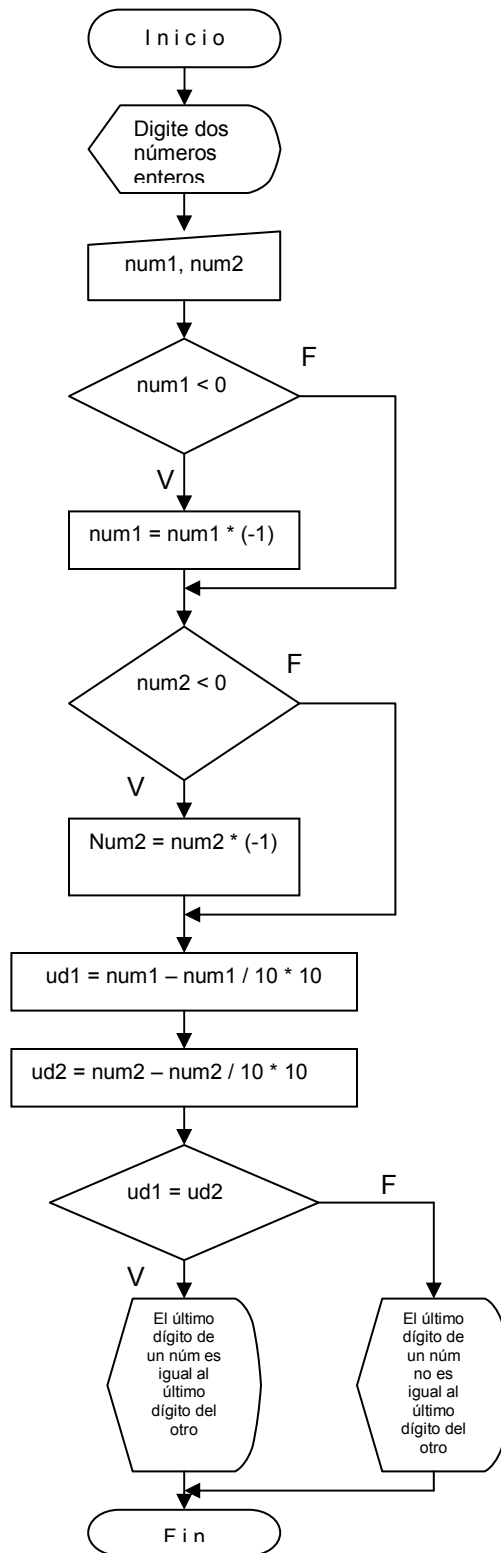 I n i c i o
Digite dos
números
enteros
num1, num2
num1 < 0
F
V
num1 = num1 * (-1)
num2 < 0
F
V
Num2 = num2 * (-1)
ud1 = num1 – num1 / 10 * 10
ud2 = num2 – num2 / 10 * 10
ud1 = ud2
F
V
El último
dígito de
un núm es
igual al
último
dígito del
otro
El último
dígito de
un núm
no es
igual al
último
dígito del
otro
F i n